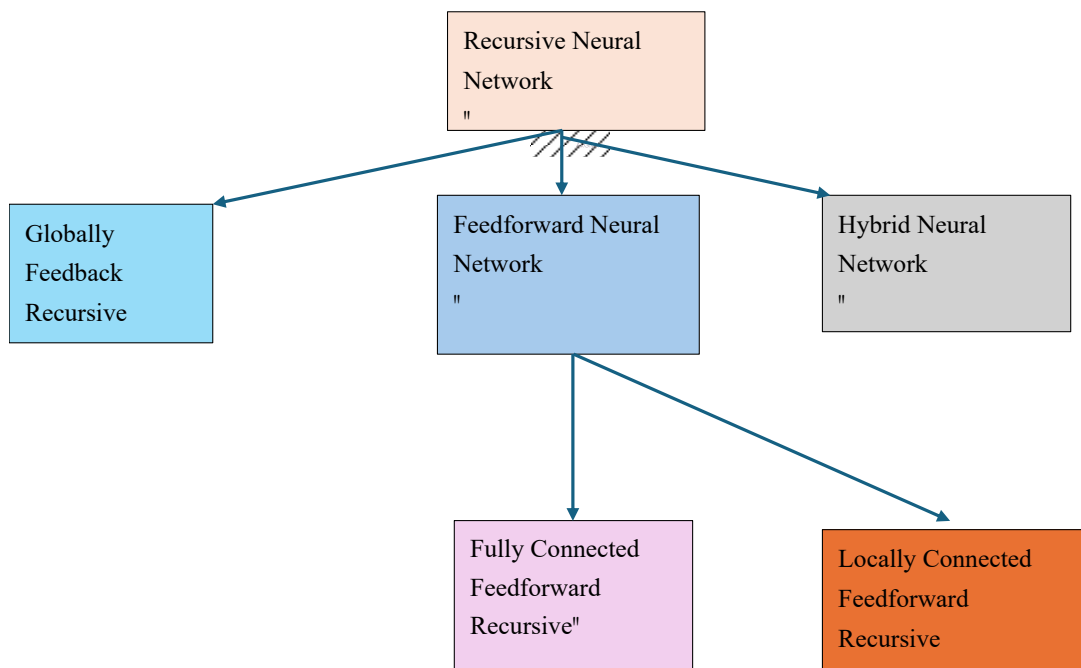 Recursive Neural
Network
"
Globally
Feedback
Recursive
Feedforward Neural
Network
"
Hybrid Neural
Network
"
Fully Connected
Feedforward
Recursive"
Locally Connected
Feedforward
Recursive